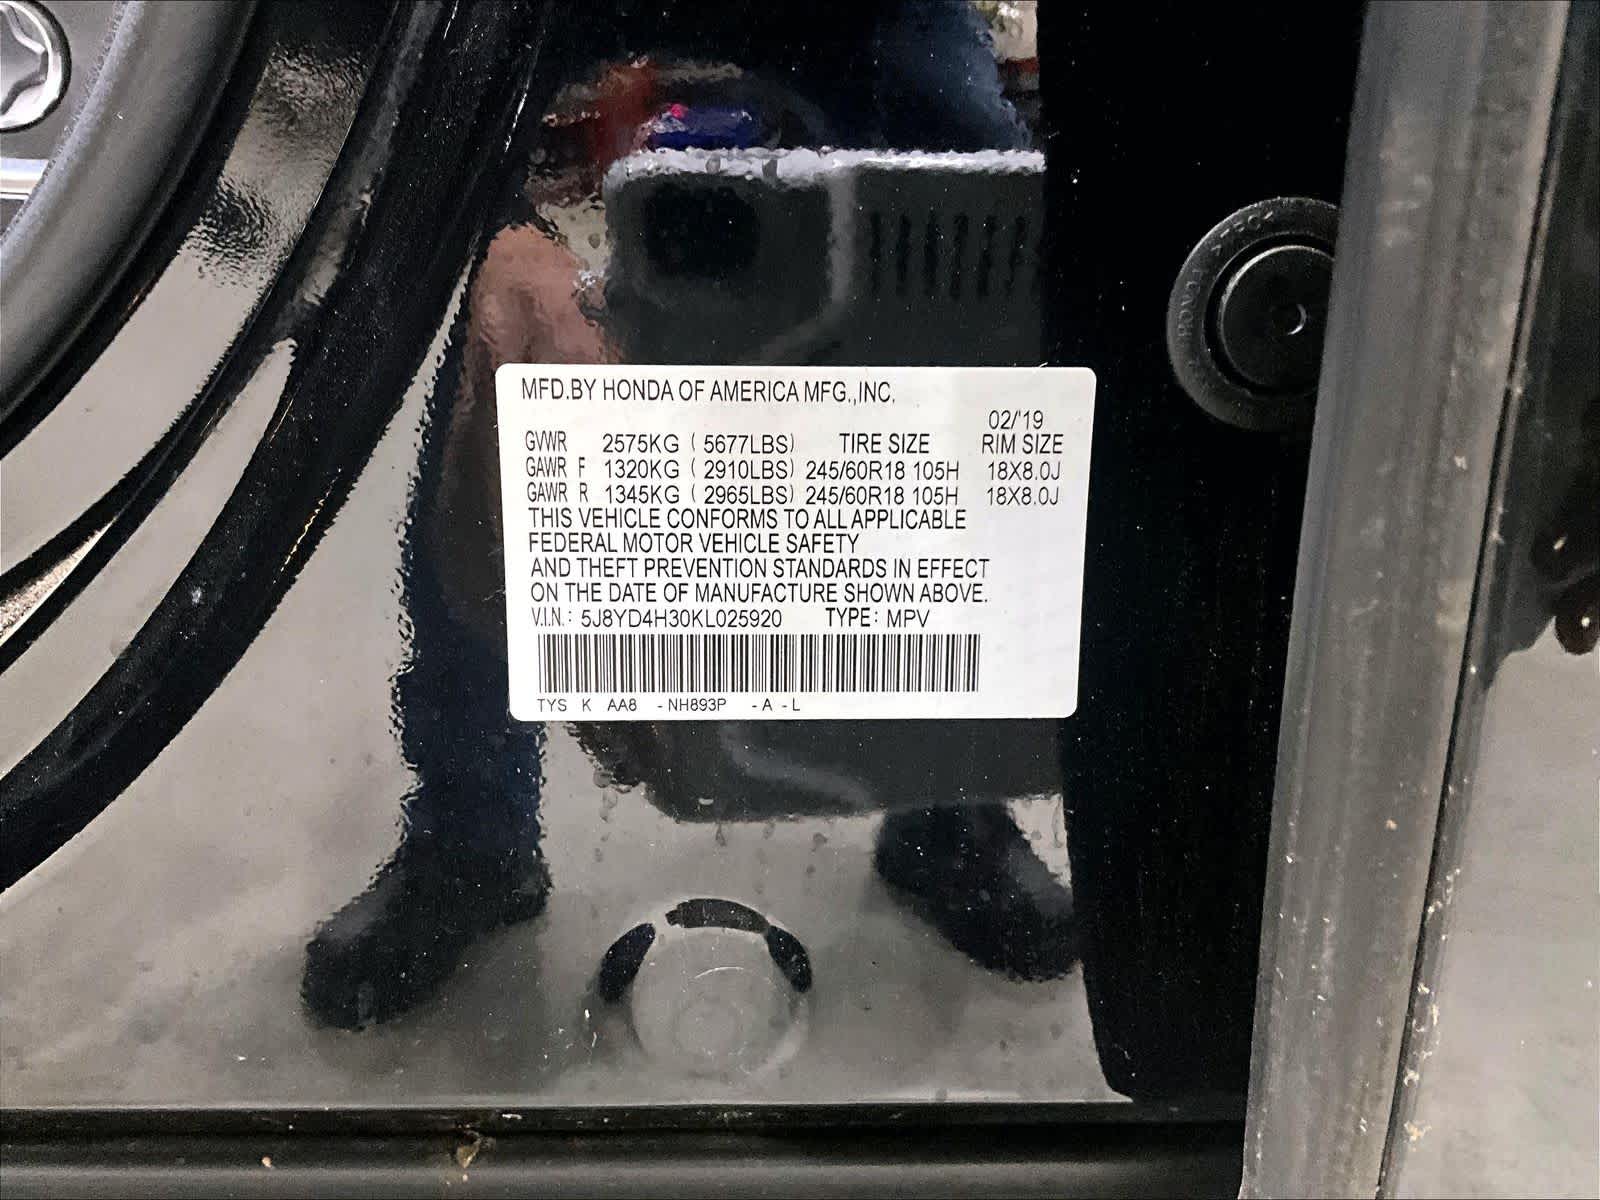 MFD.BY HONDA OF AMERICA MFG.,INC.
02/'19
GVWR 2575KG ( 5677LBS) TIRE SIZE RIM SIZE
GAWR F 1320KG ( 2910LBS) 245/60R18 105H 18X8.0J
GAWR R 1345KG ( 2965LBS) 245/60R18 105H 18X8.0J
THIS VEHICLE CONFORMS TO ALL APPLICABLE
FEDERAL MOTOR VEHICLE SAFETY
AND THEFT PREVENTION STANDARDS IN EFFECT
ON THE DATE OF MANUFACTURE SHOWN ABOVE.
V.I.N.: 5J8YD4H30KL025920 TYPE: MPV
TYS K AA8 - NH893P - A - L